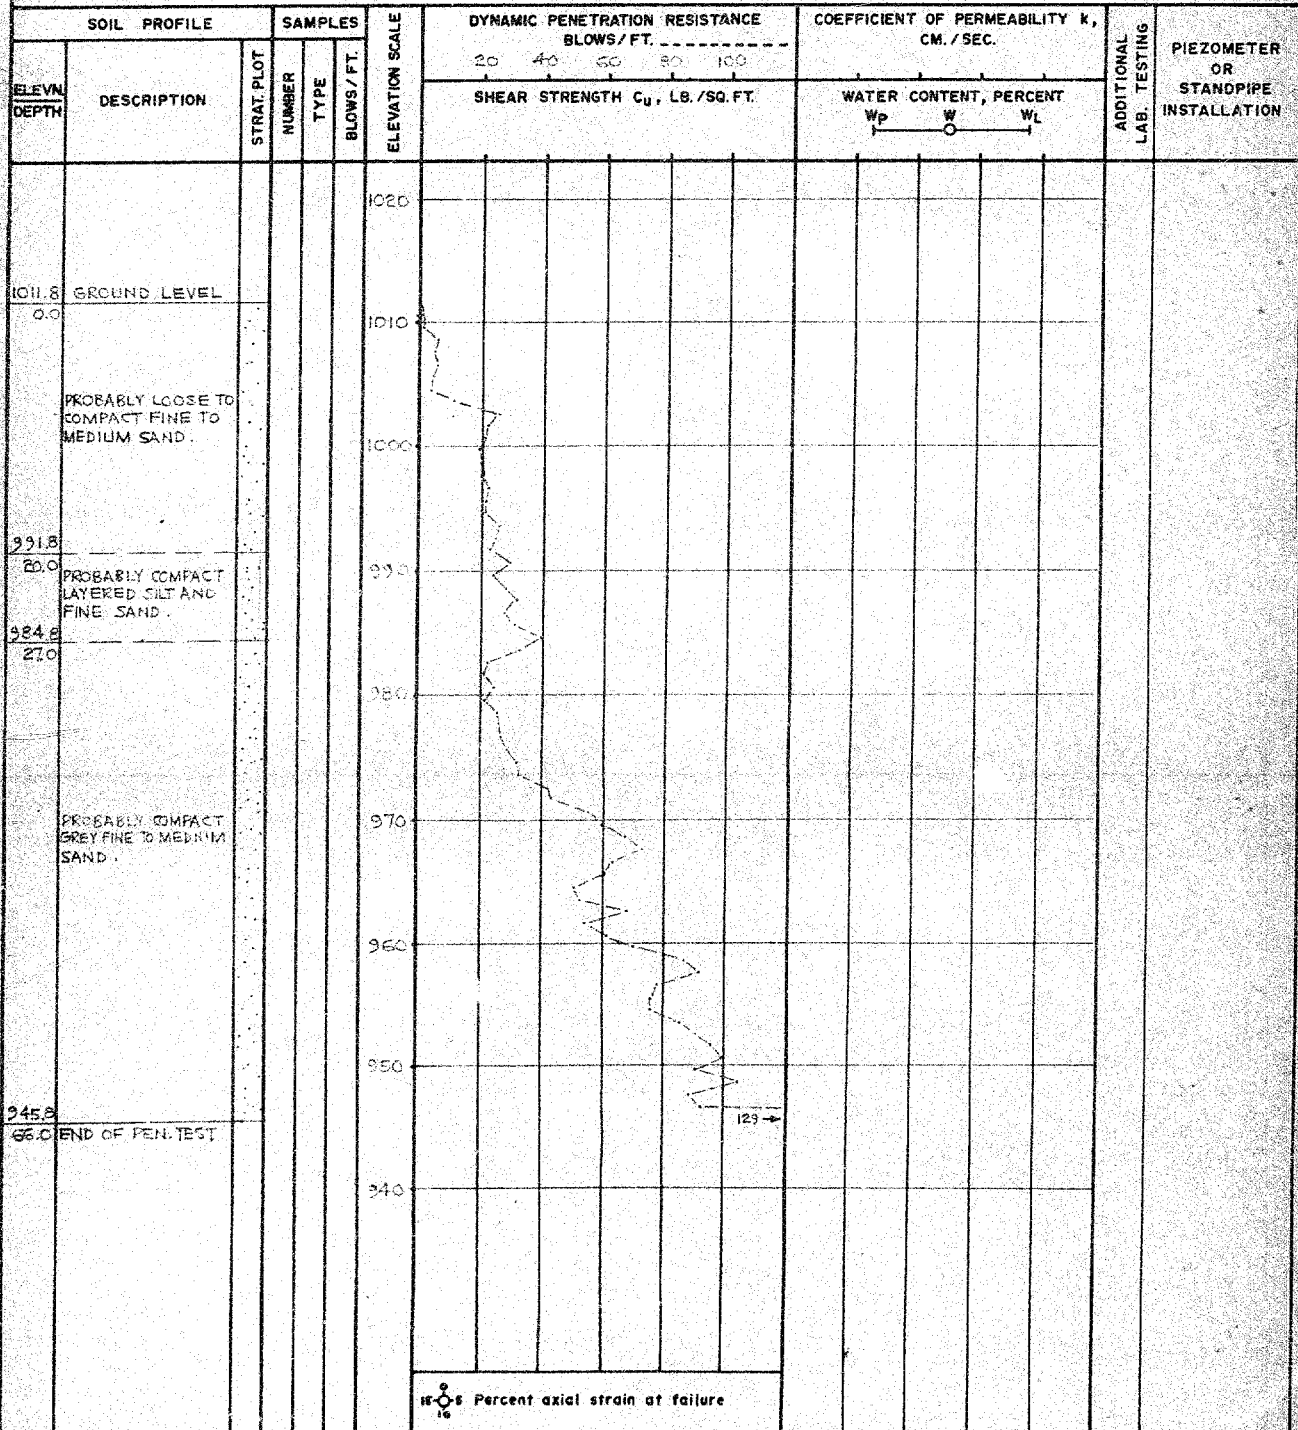 SOIL PROFILE
SAMPLES
ELEVATION SCALE
DYNAMIC PENETRATION RESISTANCE
BLOWS/FT. ------------
20 40 60 80 100
COEFFICIENT OF PERMEABILITY k,
CM./SEC.
ADDITIONAL
LAB. TESTING
PIEZOMETER
OR
STANDPIPE
INSTALLATION
ELEVN
DEPTH
DESCRIPTION
STRAT. PLOT
NUMBER
TYPE
BLOWS / FT.
SHEAR STRENGTH Cu, LB./SQ.FT.
WATER CONTENT, PERCENT
WP W WL
1020
1011.8 GROUND LEVEL
0.0
1010
PROBABLY LOOSE TO
COMPACT FINE TO
MEDIUM SAND.
1000
991.8
20.0
990
PROBABLY COMPACT
LAYERED SILT AND
FINE SAND.
984.8
27.0
980
970
PROBABLY COMPACT
GREY FINE TO MEDIUM
SAND.
960
950
945.8
66.0 END OF PEN. TEST
129
940
0
15 5 Percent axial strain at failure
10